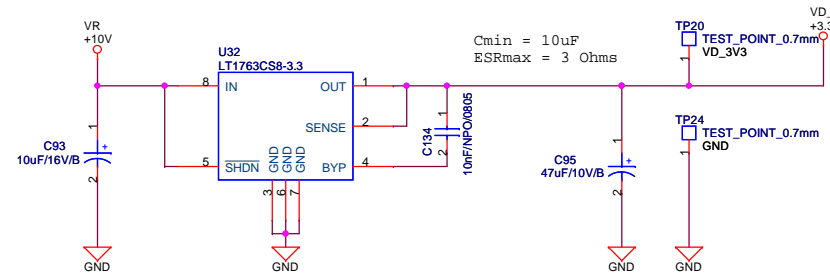 VR
+10V
U32
LT1763CS8-3.3
8
IN
OUT
1
SENSE
2
5
SHDN
GND
GND
GND
BYP
4
3
6
7
1
C93
10uF/16V/B
2
GND
GND
1
C134
10nF/NPO/0805
2
Cmin = 10uF
ESRmax = 3 Ohms
1
C95
47uF/10V/B
2
GND
TP20
TEST_POINT_0.7mm
VD_3V3
1
TP24
TEST_POINT_0.7mm
GND
1
GND
VD_
+3.3